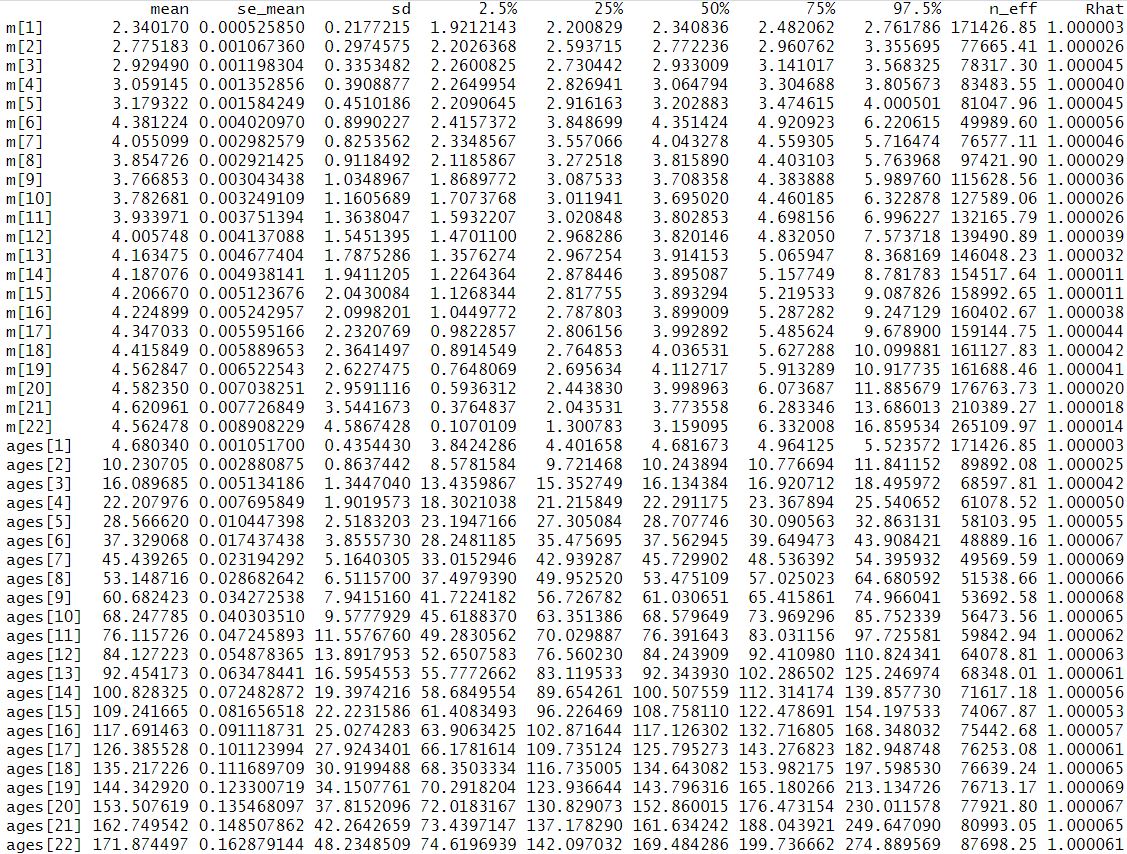 mean se_mean sd 2.5% 25% 50% 75% 97.5% n_eff Rhat
m[1] 2.340170 0.000525850 0.2177215 1.9212143 2.200829 2.340836 2.482062 2.761786 171426.85 1.000003
m[2] 2.775183 0.001067360 0.2974575 2.2026368 2.593715 2.772236 2.960762 3.355695 77665.41 1.000026
m[3] 2.929490 0.001198304 0.3353482 2.2600825 2.730442 2.933009 3.141017 3.568325 78317.30 1.000045
m[4] 3.059145 0.001352856 0.3908877 2.2649954 2.826941 3.064794 3.304688 3.805673 83483.55 1.000040
m[5] 3.179322 0.001584249 0.4510186 2.2090645 2.916163 3.202883 3.474615 4.000501 81047.96 1.000045
m[6] 4.381224 0.004020970 0.8990227 2.4157372 3.848699 4.351424 4.920923 6.220615 49989.60 1.000056
m[7] 4.055099 0.002982579 0.8253562 2.3348567 3.557066 4.043278 4.559305 5.716474 76577.11 1.000046
m[8] 3.854726 0.002921425 0.9118492 2.1185867 3.272518 3.815890 4.403103 5.763968 97421.90 1.000029
m[9] 3.766853 0.003043438 1.0348967 1.8689772 3.087533 3.708358 4.383888 5.989760 115628.56 1.000036
m[10] 3.782681 0.003249109 1.1605689 1.7073768 3.011941 3.695020 4.460185 6.322878 127589.06 1.000026
m[11] 3.933971 0.003751394 1.3638047 1.5932207 3.020848 3.802853 4.698156 6.996227 132165.79 1.000026
m[12] 4.005748 0.004137088 1.5451395 1.4701100 2.968286 3.820146 4.832050 7.573718 139490.89 1.000039
m[13] 4.163475 0.004677404 1.7875286 1.3576274 2.967254 3.914153 5.065947 8.368169 146048.23 1.000032
m[14] 4.187076 0.004938141 1.9411205 1.2264364 2.878446 3.895087 5.157749 8.781783 154517.64 1.000011
m[15] 4.206670 0.005123676 2.0430084 1.1268344 2.817755 3.893294 5.219533 9.087826 158992.65 1.000011
m[16] 4.224899 0.005242957 2.0998201 1.0449772 2.787803 3.899009 5.287282 9.247129 160402.67 1.000038
m[17] 4.347033 0.005595166 2.2320769 0.9822857 2.806156 3.992892 5.485624 9.678900 159144.75 1.000044
m[18] 4.415849 0.005889653 2.3641497 0.8914549 2.764853 4.036531 5.627288 10.099881 161127.83 1.000042
m[19] 4.562847 0.006522543 2.6227475 0.7648069 2.695634 4.112717 5.913289 10.917735 161688.46 1.000041
m[20] 4.582350 0.007038251 2.9591116 0.5936312 2.443830 3.998963 6.073687 11.885679 176763.73 1.000020
m[21] 4.620961 0.007726849 3.5441673 0.3764837 2.043531 3.773558 6.283346 13.686013 210389.27 1.000018
m[22] 4.562478 0.008908229 4.5867428 0.1070109 1.300783 3.159095 6.332008 16.859534 265109.97 1.000014
ages[1] 4.680340 0.001051700 0.4354430 3.8424286 4.401658 4.681673 4.964125 5.523572 171426.85 1.000003
ages[2] 10.230705 0.002880875 0.8637442 8.5781584 9.721468 10.243894 10.776694 11.841152 89892.08 1.000025
ages[3] 16.089685 0.005134186 1.3447040 13.4359867 15.352749 16.134384 16.920712 18.495972 68597.81 1.000042
ages[4] 22.207976 0.007695849 1.9019573 18.3021038 21.215849 22.291175 23.367894 25.540652 61078.52 1.000050
ages[5] 28.566620 0.010447398 2.5183203 23.1947166 27.305084 28.707746 30.090563 32.863131 58103.95 1.000055
ages[6] 37.329068 0.017437438 3.8555730 28.2481185 35.475695 37.562945 39.649473 43.908421 48889.16 1.000067
ages[7] 45.439265 0.023194292 5.1640305 33.0152946 42.939287 45.729902 48.536392 54.395932 49569.59 1.000069
ages[8] 53.148716 0.028682642 6.5115700 37.4979390 49.952520 53.475109 57.025023 64.680592 51538.66 1.000066
ages[9] 60.682423 0.034272538 7.9415160 41.7224182 56.726782 61.030651 65.415861 74.966041 53692.58 1.000068
ages[10] 68.247785 0.040303510 9.5777929 45.6188370 63.351386 68.579649 73.969296 85.752339 56473.56 1.000065
ages[11] 76.115726 0.047245893 11.5576760 49.2830562 70.029887 76.391643 83.031156 97.725581 59842.94 1.000062
ages[12] 84.127223 0.054878365 13.8917953 52.6507583 76.560230 84.243909 92.410980 110.824341 64078.81 1.000063
ages[13] 92.454173 0.063478441 16.5954553 55.7772662 83.119533 92.343930 102.286502 125.246974 68348.01 1.000061
ages[14] 100.828325 0.072482872 19.3974216 58.6849554 89.654261 100.507559 112.314174 139.857730 71617.18 1.000056
ages[15] 109.241665 0.081656518 22.2231586 61.4083493 96.226469 108.758110 122.478691 154.197533 74067.87 1.000053
ages[16] 117.691463 0.091118731 25.0274283 63.9063425 102.871644 117.126302 132.716805 168.348032 75442.68 1.000057
ages[17] 126.385528 0.101123994 27.9243401 66.1781614 109.735124 125.795273 143.276823 182.948748 76253.08 1.000061
ages[18] 135.217226 0.111689709 30.9199488 68.3503334 116.735005 134.643082 153.982175 197.598530 76639.24 1.000065
ages[19] 144.342920 0.123300719 34.1507761 70.2918204 123.936644 143.796316 165.180266 213.134726 76713.17 1.000069
ages[20] 153.507619 0.135468097 37.8152096 72.0183167 130.829073 152.860015 176.473154 230.011578 77921.80 1.000067
ages[21] 162.749542 0.148507862 42.2642659 73.4397147 137.178290 161.634242 188.043921 249.647090 80993.05 1.000065
ages[22] 171.874497 0.162879144 48.2348509 74.6196939 142.097032 169.484286 199.736662 274.889569 87698.25 1.000061